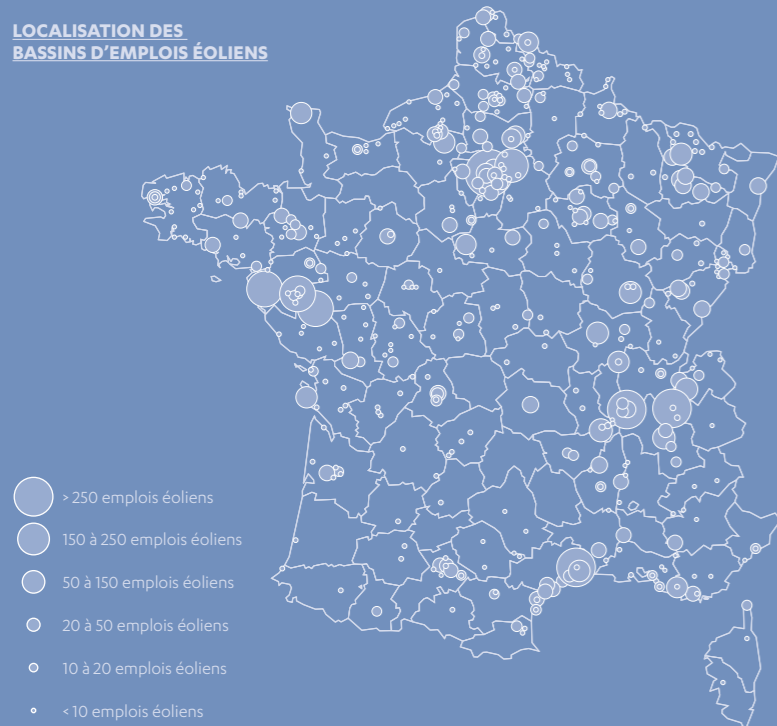 LOCALISATION DES
BASSINS D'EMPLOIS ÉOLIENS
> 250 emplois éoliens
150 à 250 emplois éoliens
50 à 150 emplois éoliens
20 à 50 emplois éoliens
10 à 20 emplois éoliens
< 10 emplois éoliens